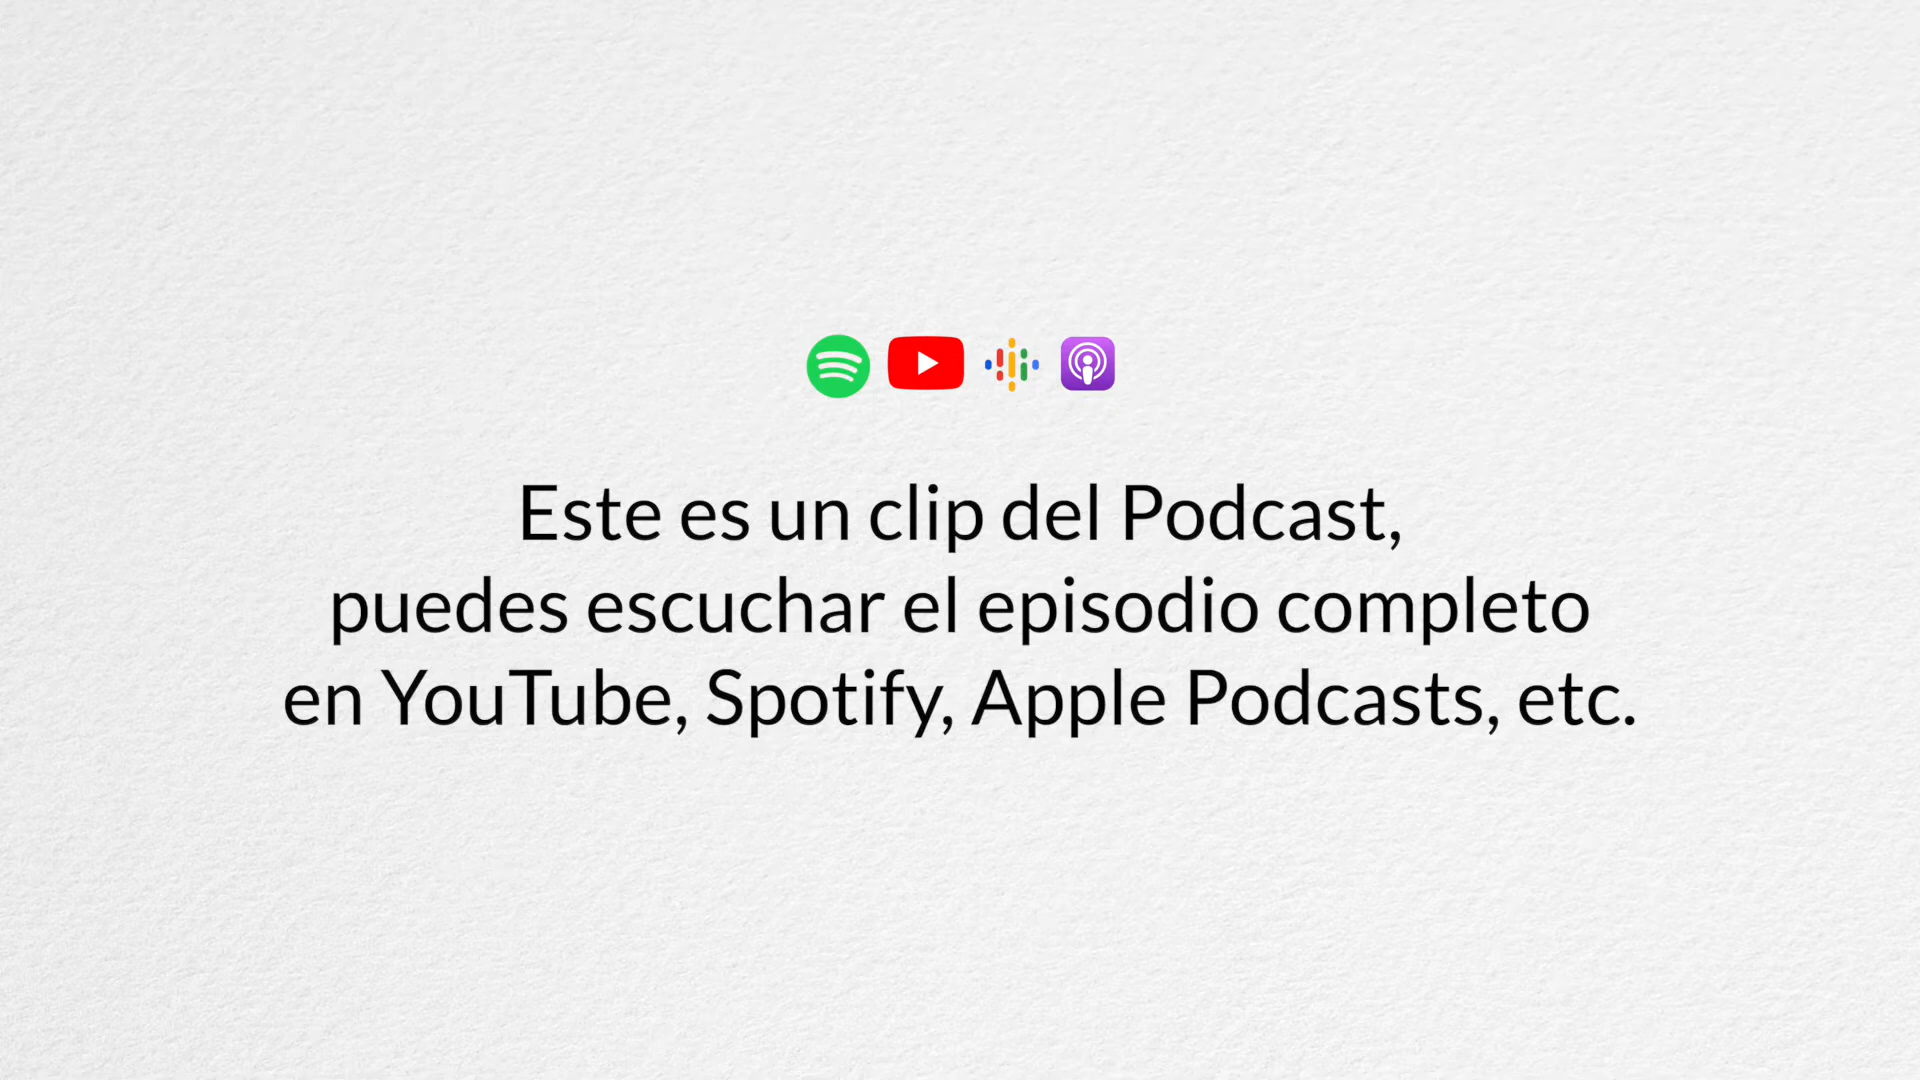 Este es un clip del Podcast,
puedes escuchar el episodio completo
en YouTube, Spotify, Apple Podcasts, etc.